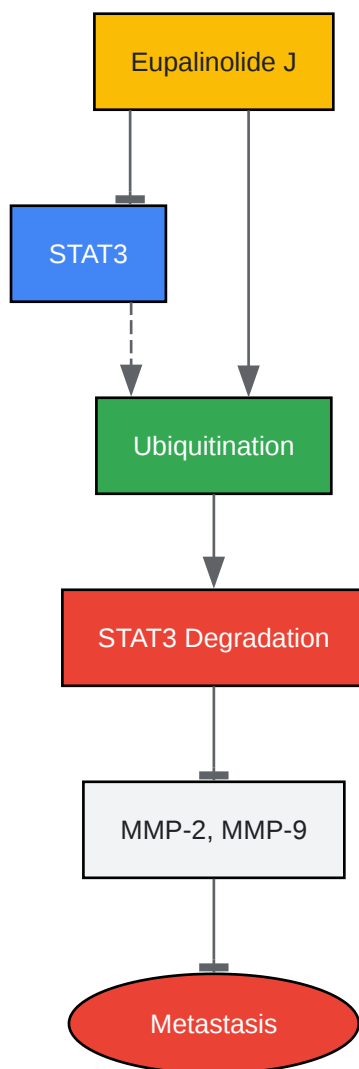 Eupalinolide J
STAT3
Ubiquitination
STAT3 Degradation
MMP-2, MMP-9
Metastasis